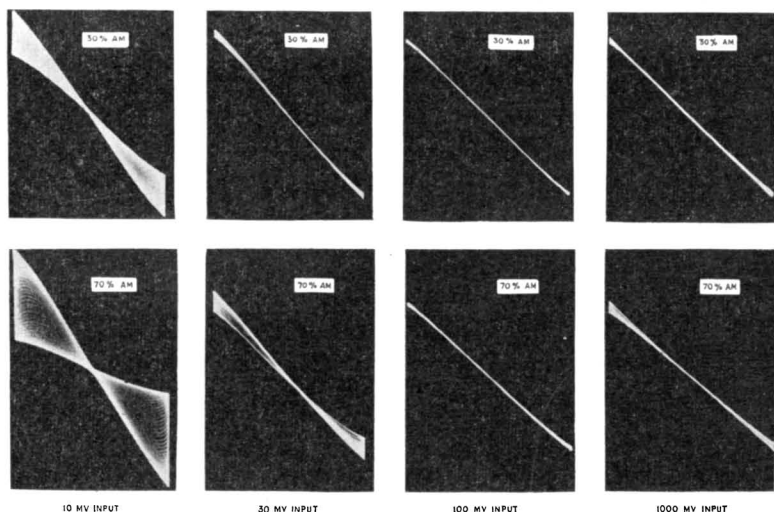 30% AM
30% AM
30% AM
30% AM
70% AM
70% AM
70% AM
70% AM
10 MV INPUT
30 MV INPUT
100 MV INPUT
1000 MV INPUT